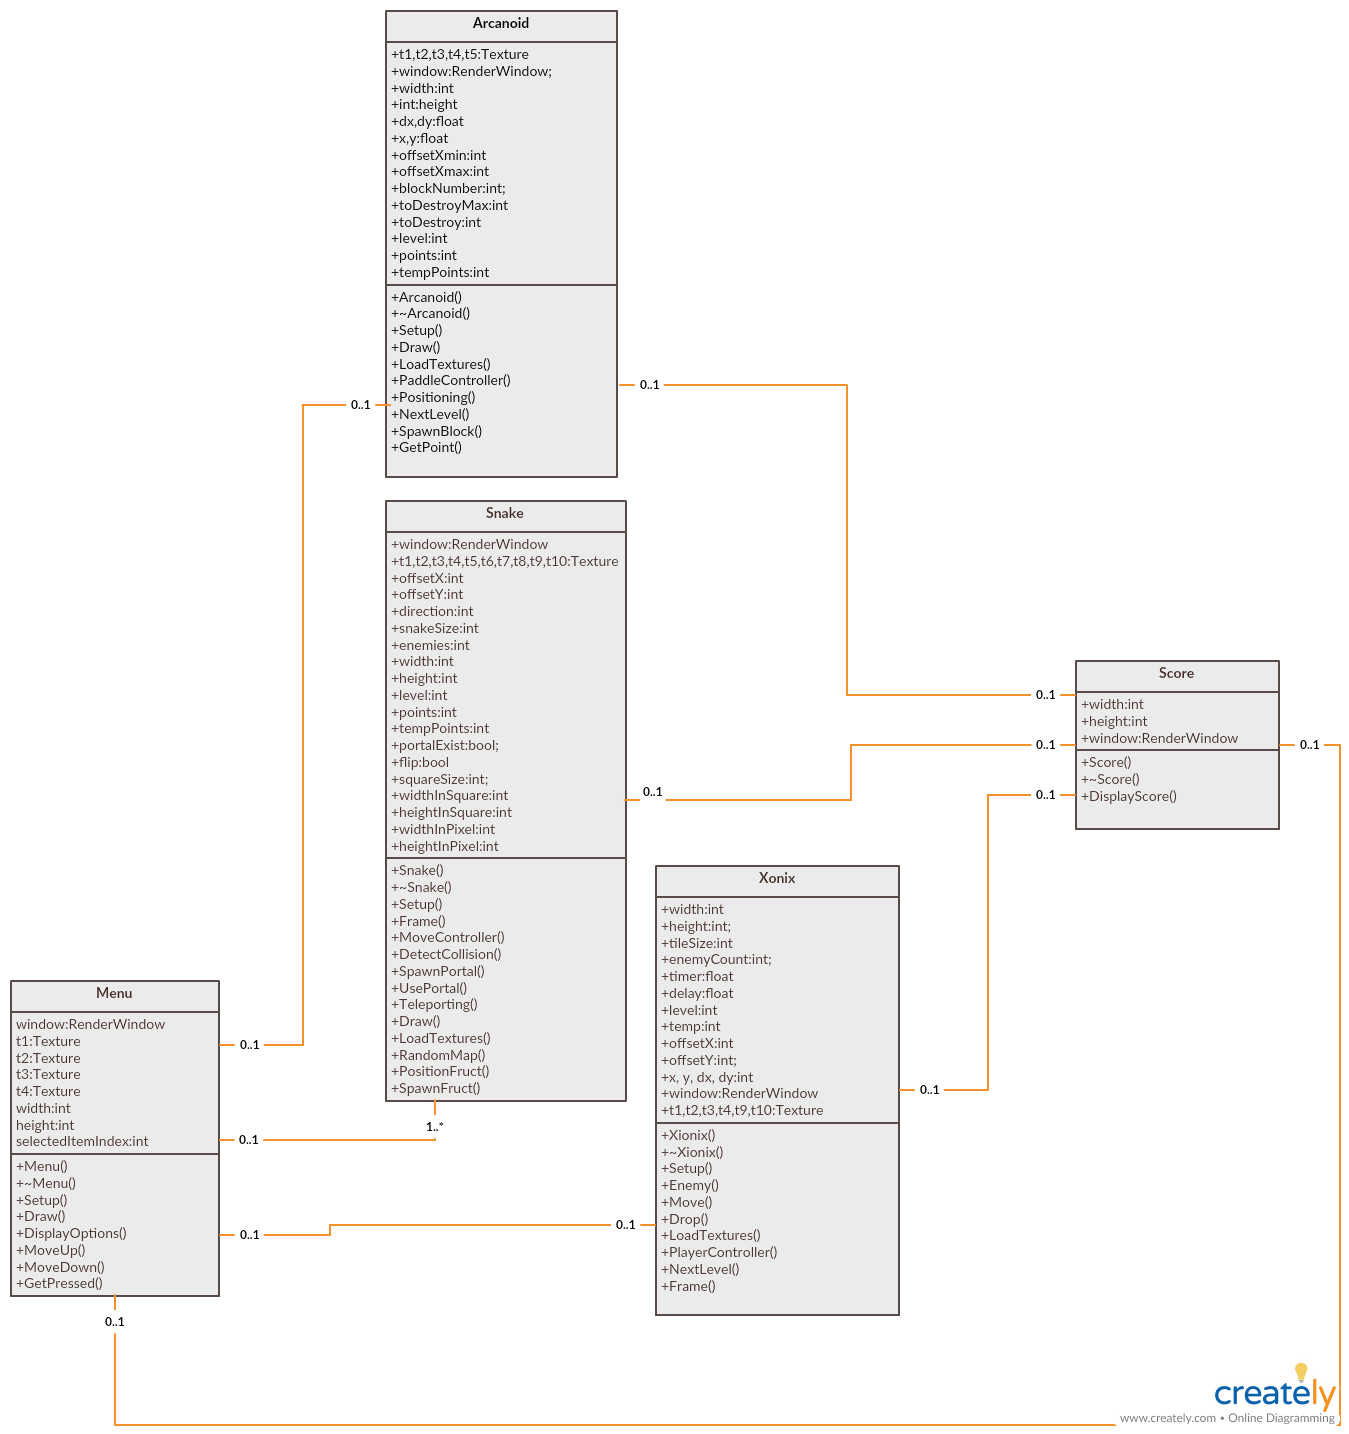 Arcanoid
+t1,t2,t3,t4,t5:Texture
+window:RenderWindow;
+width:int
+int:height
+dx,dy:float
+x,y:float
+offsetXmin:int
+offsetXmax:int
+blockNumber:int;
+toDestroyMax:int
+toDestroy:int
+level:int
+points:int
+tempPoints:int
+Arcanoid()
+~Arcanoid()
+Setup()
+Draw()
+LoadTextures()
+PaddleController()
+Positioning()
+NextLevel()
+SpawnBlock()
+GetPoint()
0..1
0..1
Snake
+window:RenderWindow
+t1,t2,t3,t4,t5,t6,t7,t8,t9,t10:Texture
+offsetX:int
+offsetY:int
+direction:int
+snakeSize:int
+enemies:int
+width:int
+height:int
+level:int
+points:int
+tempPoints:int
+portalExist:bool;
+flip:bool
+squareSize:int;
+widthInSquare:int
+heightInSquare:int
+widthInPixel:int
+heightInPixel:int
+Snake()
+~Snake()
+Setup()
+Frame()
+MoveController()
+DetectCollision()
+SpawnPortal()
+UsePortal()
+Teleporting()
+Draw()
+LoadTextures()
+RandomMap()
+PositionFruct()
+SpawnFruct()
0..1
1..*
Score
+width:int
+height:int
+window:RenderWindow
+Score()
+~Score()
+DisplayScore()
0..1
0..1
0..1
0..1
Xonix
+width:int
+height:int;
+tileSize:int
+enemyCount:int;
+timer:float
+delay:float
+level:int
+temp:int
+offsetX:int
+offsetY:int;
+x, y, dx, dy:int
+window:RenderWindow
+t1,t2,t3,t4,t9,t10:Texture
+Xionix()
+~Xionix()
+Setup()
+Enemy()
+Move()
+Drop()
+LoadTextures()
+PlayerController()
+NextLevel()
+Frame()
0..1
0..1
Menu
window:RenderWindow
t1:Texture
t2:Texture
t3:Texture
t4:Texture
width:int
height:int
selectedItemIndex:int
+Menu()
+~Menu()
+Setup()
+Draw()
+DisplayOptions()
+MoveUp()
+MoveDown()
+GetPressed()
0..1
0..1
0..1
0..1
creately
www.creately.com • Online Diagramming